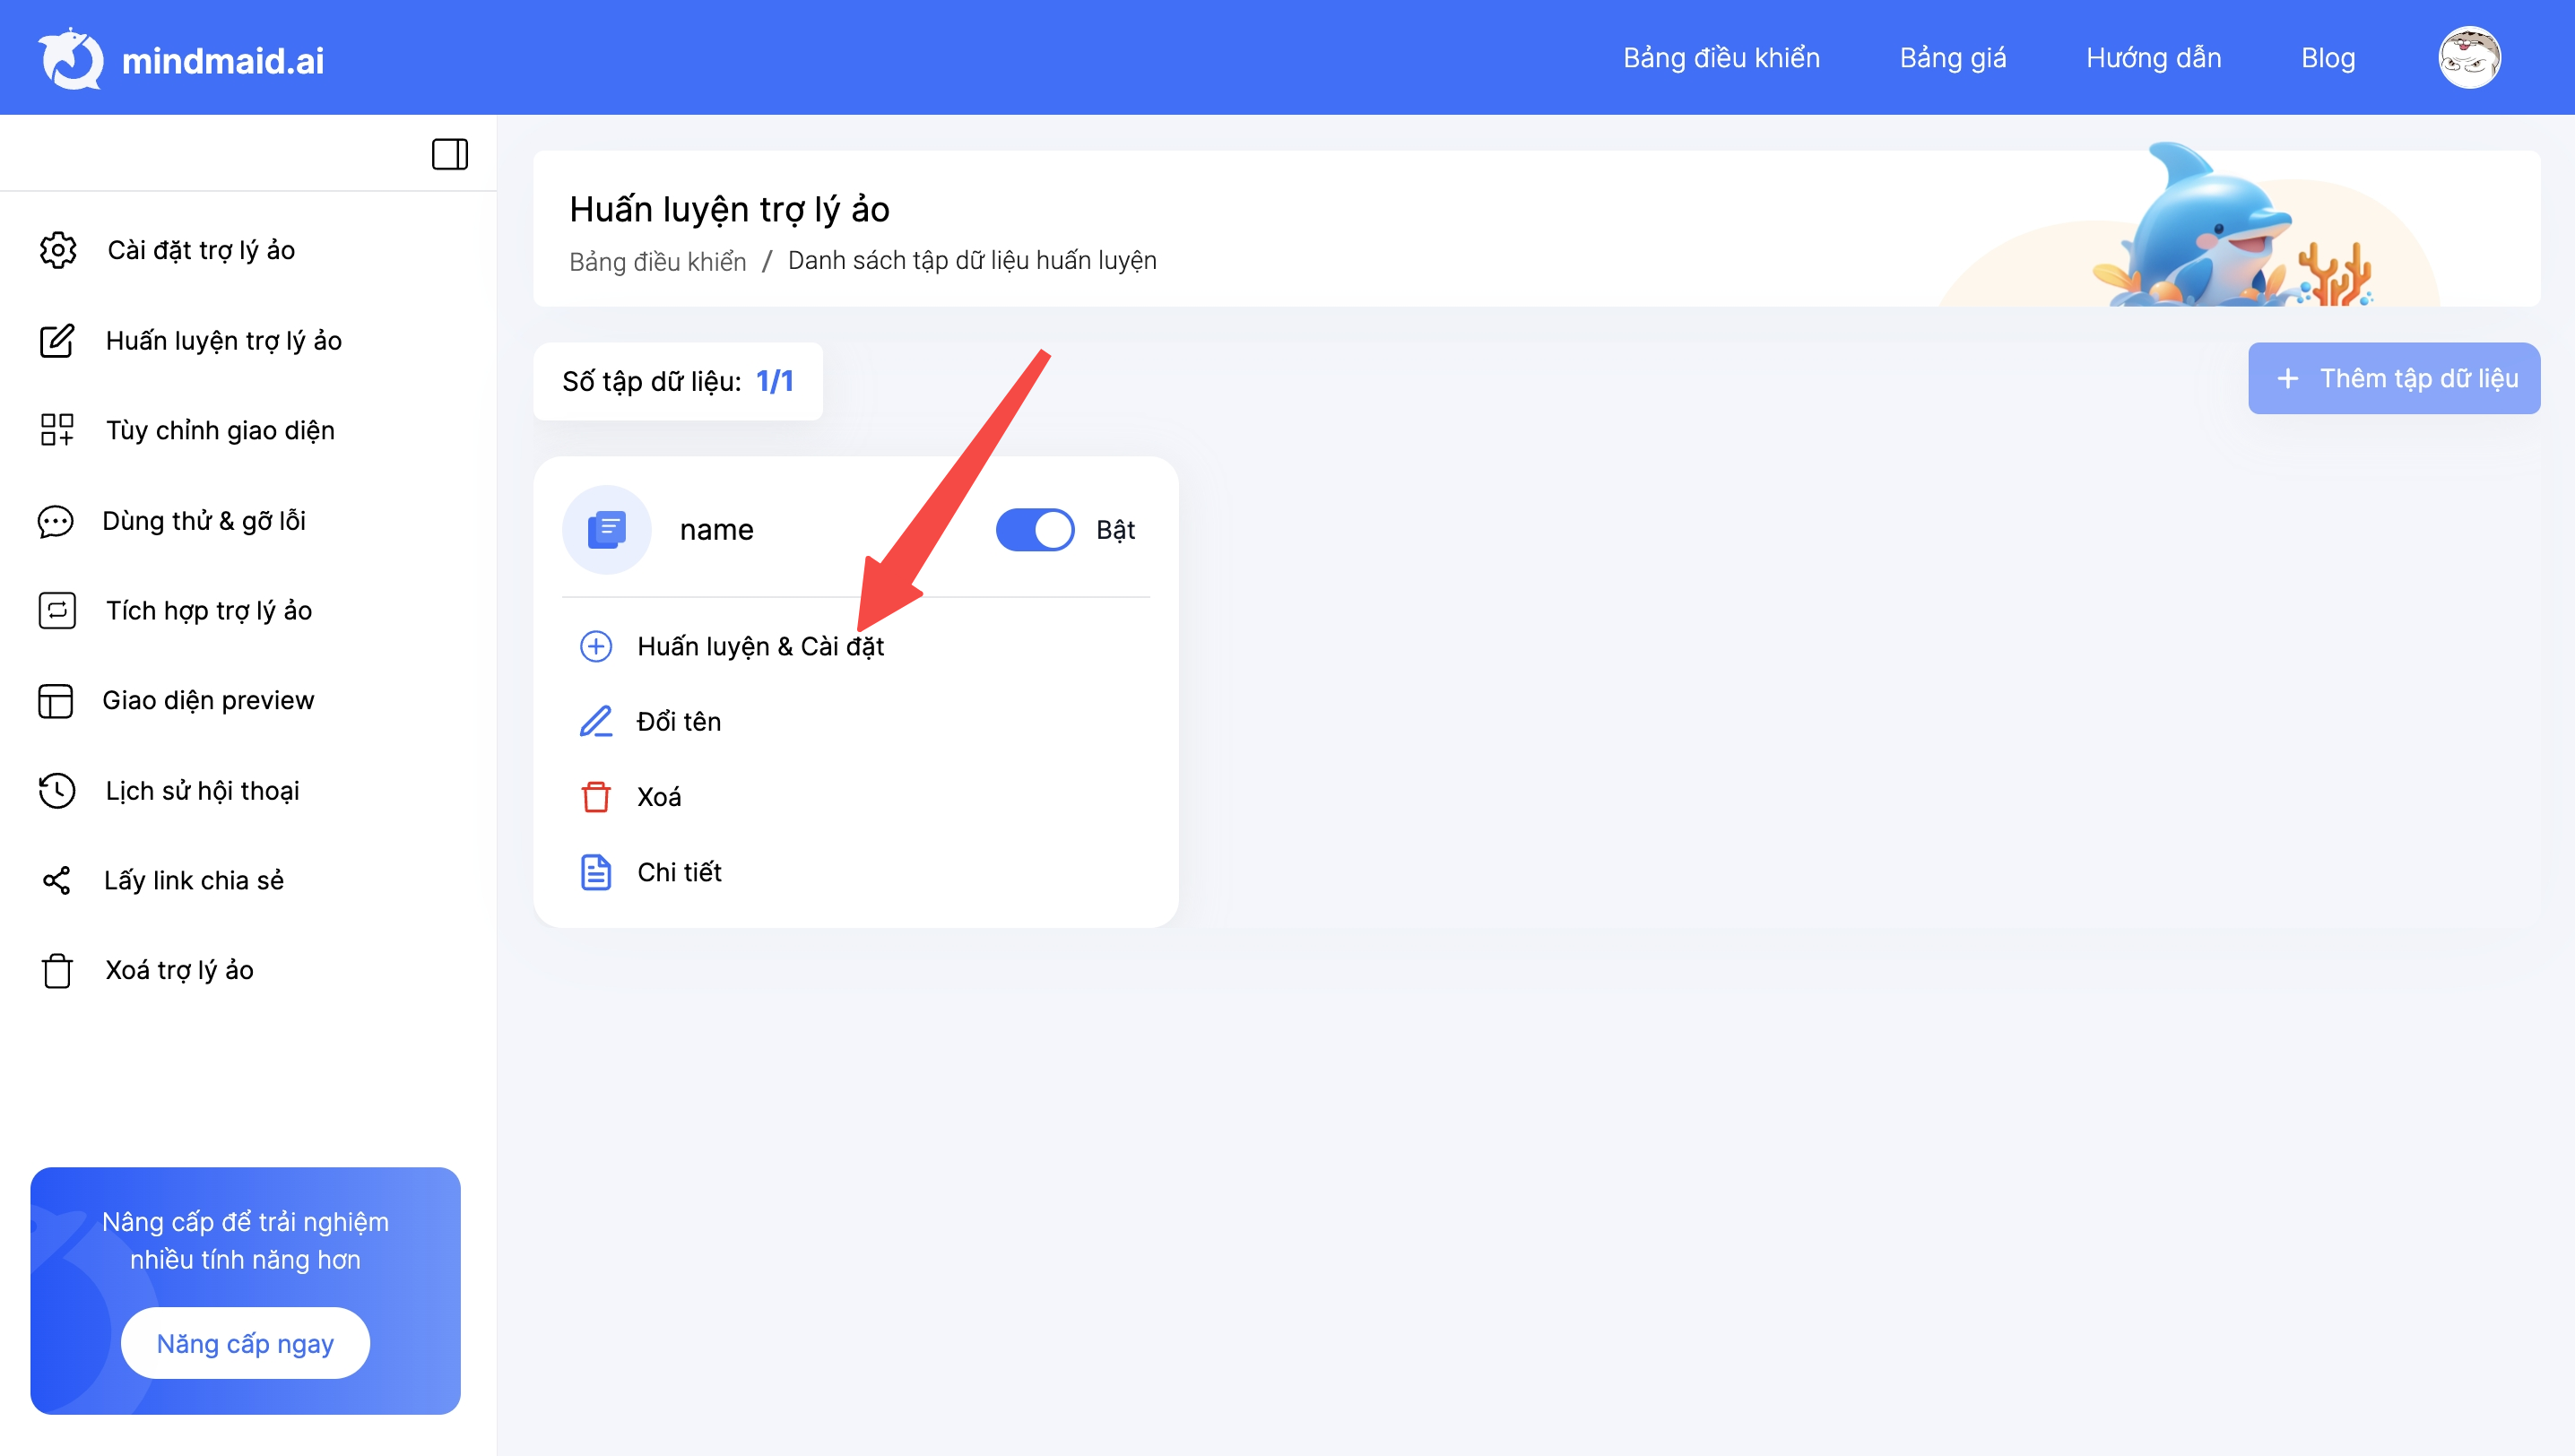 mindmaid.ai
Bảng điều khiển
Bảng giá
Hướng dẫn
Blog
Cài đặt trợ lý ảo
Huấn luyện trợ lý ảo
Tùy chỉnh giao diện
Dùng thử & gỡ lỗi
Tích hợp trợ lý ảo
Giao diện preview
Lịch sử hội thoại
Lấy link chia sẻ
Xoá trợ lý ảo
Nâng cấp để trải nghiệm
nhiều tính năng hơn
Năng cấp ngay
Huấn luyện trợ lý ảo
Bảng điều khiển / Danh sách tập dữ liệu huấn luyện
Số tập dữ liệu: 1/1
+ Thêm tập dữ liệu
name
Bật
Huấn luyện & Cài đặt
Đổi tên
Xoá
Chi tiết